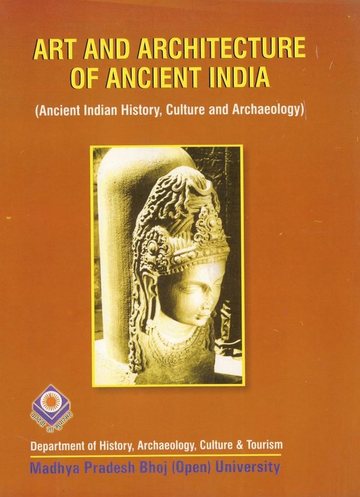 ART AND ARCHITECTURE
OF ANCIENT INDIA
(Ancient Indian History, Culture and Archaeology)
Department of History, Archaeology, Culture & Tourism
Madhya Pradesh Bhoj (Open) University